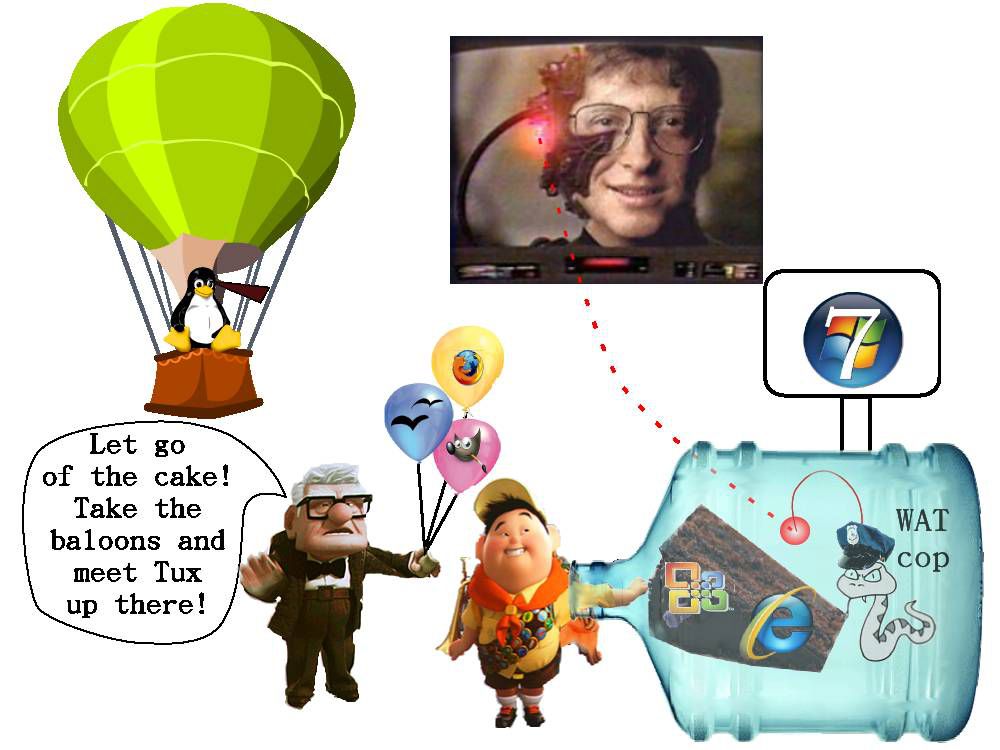 Let go
of the cake!
Take the
baloons and
meet Tux
up there!
7
WAT
cop